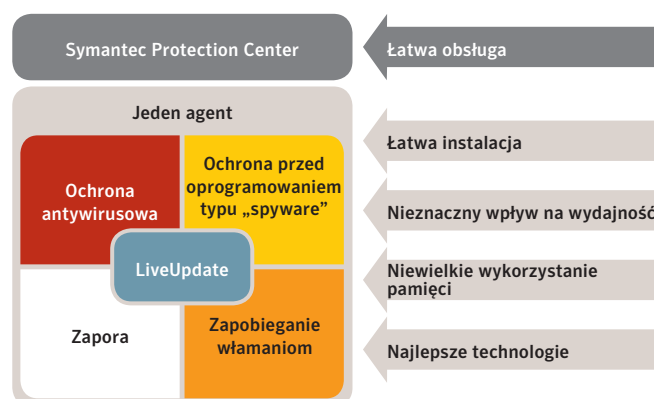 Symantec Protection Center
Łatwa obsługa
Jeden agent
Łatwa instalacja
Ochrona
antywirusowa
Ochrona przed
oprogramowaniem
typu „spyware”
Nieznaczny wpływ na wydajność
LiveUpdate
Niewielkie wykorzystanie
pamięci
Zapora
Zapobieganie
włamaniom
Najlepsze technologie